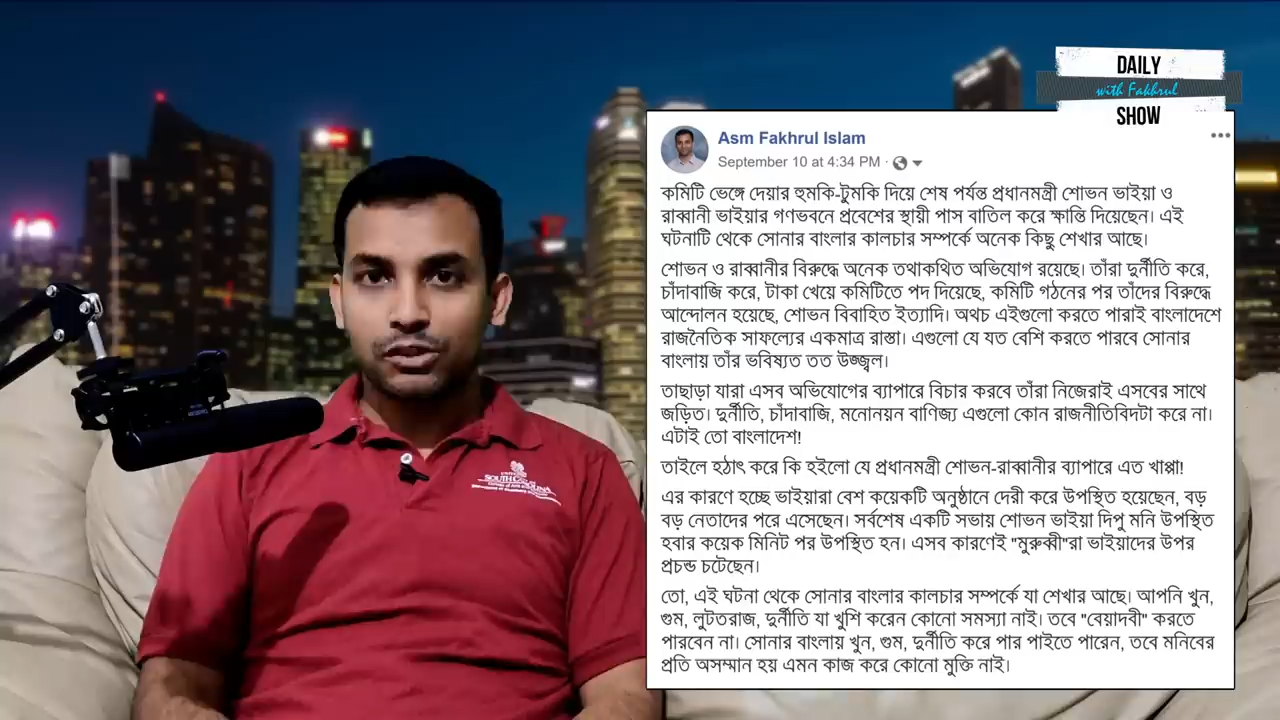 DAILY
with Fakhrul
SHOW
Asm Fakhrul Islam
September 10 at 4:34 PM
কমিটি ভেঙ্গে দেয়ার হুমকি-টুমকি দিয়ে শেষ পর্যন্ত প্রধানমন্ত্রী শোভন ভাইয়া ও
রাব্বানী ভাইয়ার গণভবনে প্রবেশের স্থায়ী পাস বাতিল করে ক্ষান্তি দিয়েছেন। এই
ঘটনাটি থেকে সোনার বাংলার কালচার সম্পর্কে অনেক কিছু শেখার আছে।
শোভন ও রাব্বানীর বিরুদ্ধে অনেক তথাকথিত অভিযোগ রয়েছে। তাঁরা দুর্নীতি করে,
চাঁদাবাজি করে, টাকা খেয়ে কমিটিতে পদ দিয়েছে, কমিটি গঠনের পর তাঁদের বিরুদ্ধে
আন্দোলন হয়েছে, শোভন বিবাহিত ইত্যাদি। অথচ এইগুলো করতে পারাই বাংলাদেশে
রাজনৈতিক সাফল্যের একমাত্র রাস্তা। এগুলো যে যত বেশি করতে পারবে সোনার
বাংলায় তাঁর ভবিষ্যত তত উজ্জ্বল।
তাছাড়া যারা এসব অভিযোগের ব্যাপারে বিচার করবে তাঁরা নিজেরাই এসবের সাথে
জড়িত। দুর্নীতি, চাঁদাবাজি, মনোনয়ন বাণিজ্য এগুলো কোন রাজনীতিবিদটা করে না।
এটাই তো বাংলাদেশ!
তাইলে হঠাৎ করে কি হইলো যে প্রধানমন্ত্রী শোভন-রাব্বানীর ব্যাপারে এত খাপ্পা!
এর কারণে হচ্ছে ভাইয়ারা বেশ কয়েকটি অনুষ্ঠানে দেরী করে উপস্থিত হয়েছেন, বড়
বড় নেতাদের পরে এসেছেন। সর্বশেষ একটি সভায় শোভন ভাইয়া দিপু মনি উপস্থিত
হবার কয়েক মিনিট পর উপস্থিত হন। এসব কারণেই "মুরুব্বী"রা ভাইয়াদের উপর
প্রচন্ড চটেছেন।
তো, এই ঘটনা থেকে সোনার বাংলার কালচার সম্পর্কে যা শেখার আছে। আপনি খুন,
গুম, লুটতরাজ, দুর্নীতি যা খুশি করেন কোনো সমস্যা নাই। তবে "বেয়াদবী" করতে
পারবেন না। সোনার বাংলায় খুন, গুম, দুর্নীতি করে পার পাইতে পারেন, তবে মনিবের
প্রতি অসম্মান হয় এমন কাজ করে কোনো মুক্তি নাই।
SOUTH CAROLINA